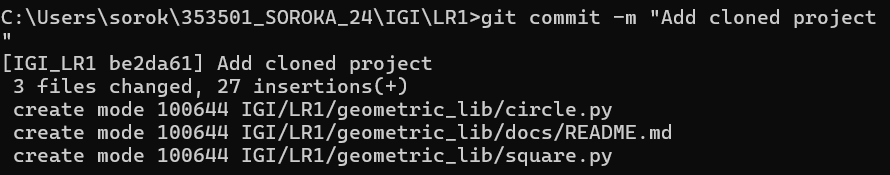 C:\Users\sorok\353501_SOROKA_24\IGI\LR1>git commit -m "Add cloned project
"
[IGI_LR1 be2da61] Add cloned project
 3 files changed, 27 insertions(+)
 create mode 100644 IGI/LR1/geometric_lib/circle.py
 create mode 100644 IGI/LR1/geometric_lib/docs/README.md
 create mode 100644 IGI/LR1/geometric_lib/square.py